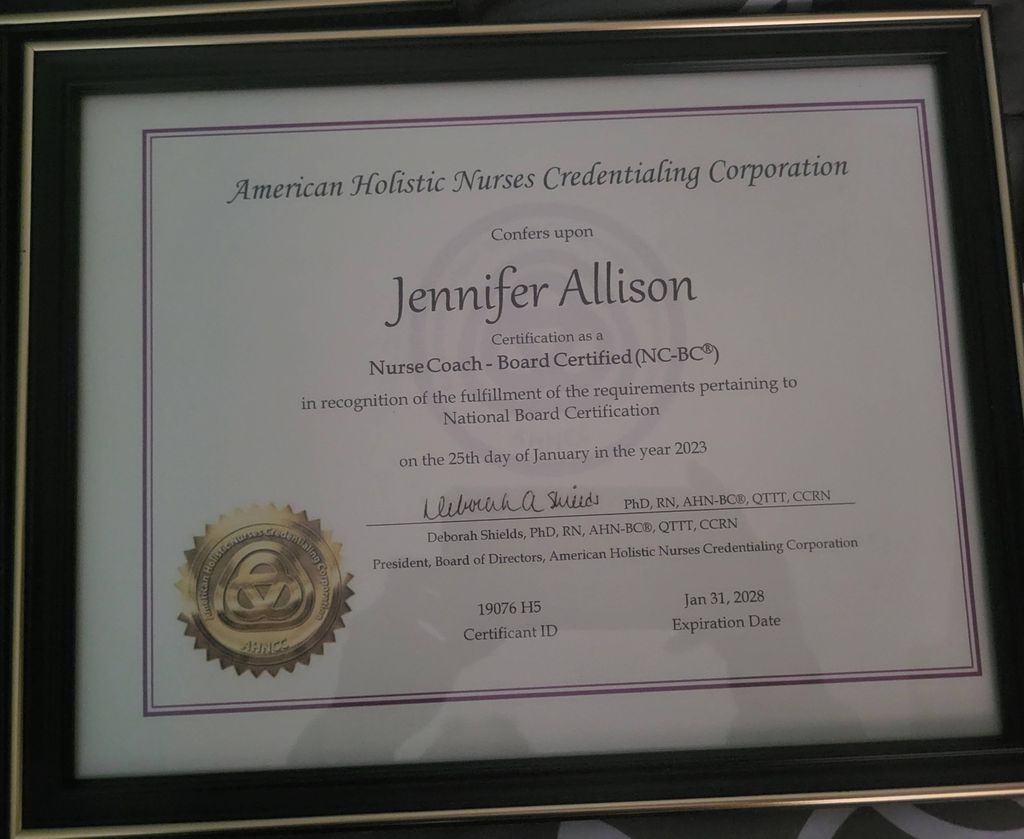 American Holistic Nurses Credentialing Corporation
Confers upon
Jennifer Allison
Certification as a
Nurse Coach - Board Certified (NC-BC®)
in recognition of the fulfillment of the requirements pertaining to
National Board Certification
on the 25th day of January in the year 2023
Deborah A Shields PhD, RN, AHN-BC®, QTTT, CCRN
Deborah Shields, PhD, RN, AHN-BC®, QTTT, CCRN
President, Board of Directors, American Holistic Nurses Credentialing Corporation
19076 H5
Certificant ID
Jan 31, 2028
Expiration Date
American Holistic Nurses Credentialing Corporation
AHNCC
AHNCC